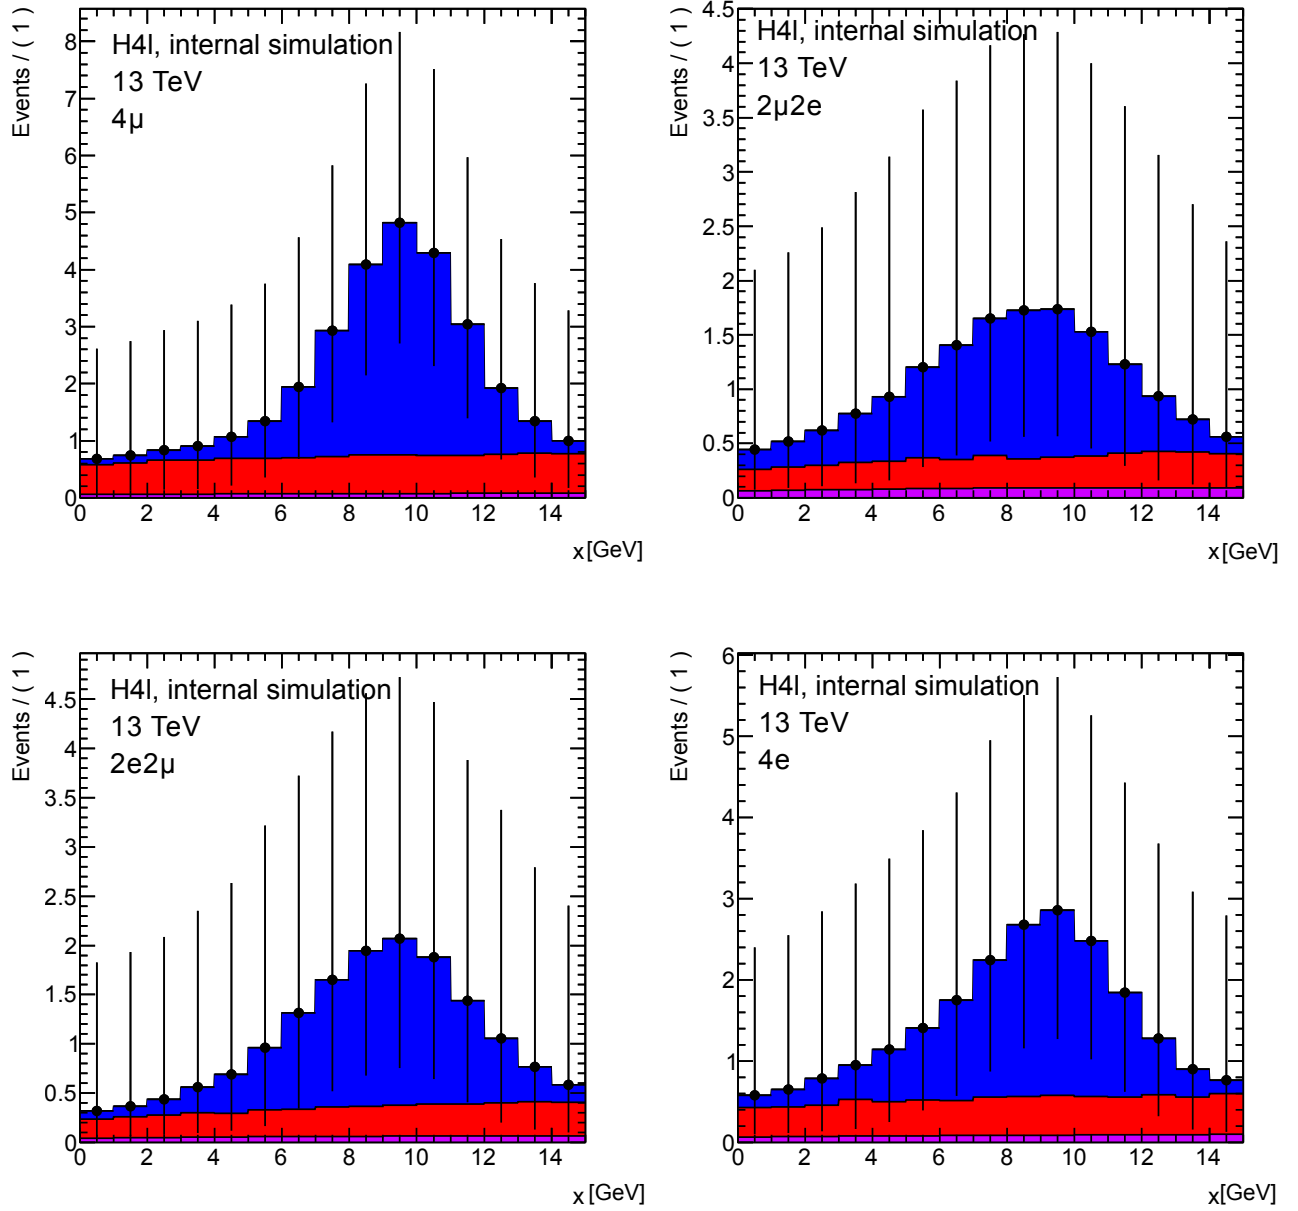 Events / ( 1 )
H4l, internal simulation
13 TeV
4μ
8
7
6
5
4
3
2
1
0
0 2 4 6 8 10 12 14
x[GeV]
Events / ( 1 )
H4l, internal simulation
13 TeV
2μ2e
4.5
4
3.5
3
2.5
2
1.5
1
0.5
0
0 2 4 6 8 10 12 14
x[GeV]
Events / ( 1 )
H4l, internal simulation
13 TeV
2e2μ
4.5
4
3.5
3
2.5
2
1.5
1
0.5
0
0 2 4 6 8 10 12 14
x[GeV]
Events / ( 1 )
H4l, internal simulation
13 TeV
4e
6
5
4
3
2
1
0
0 2 4 6 8 10 12 14
x[GeV]